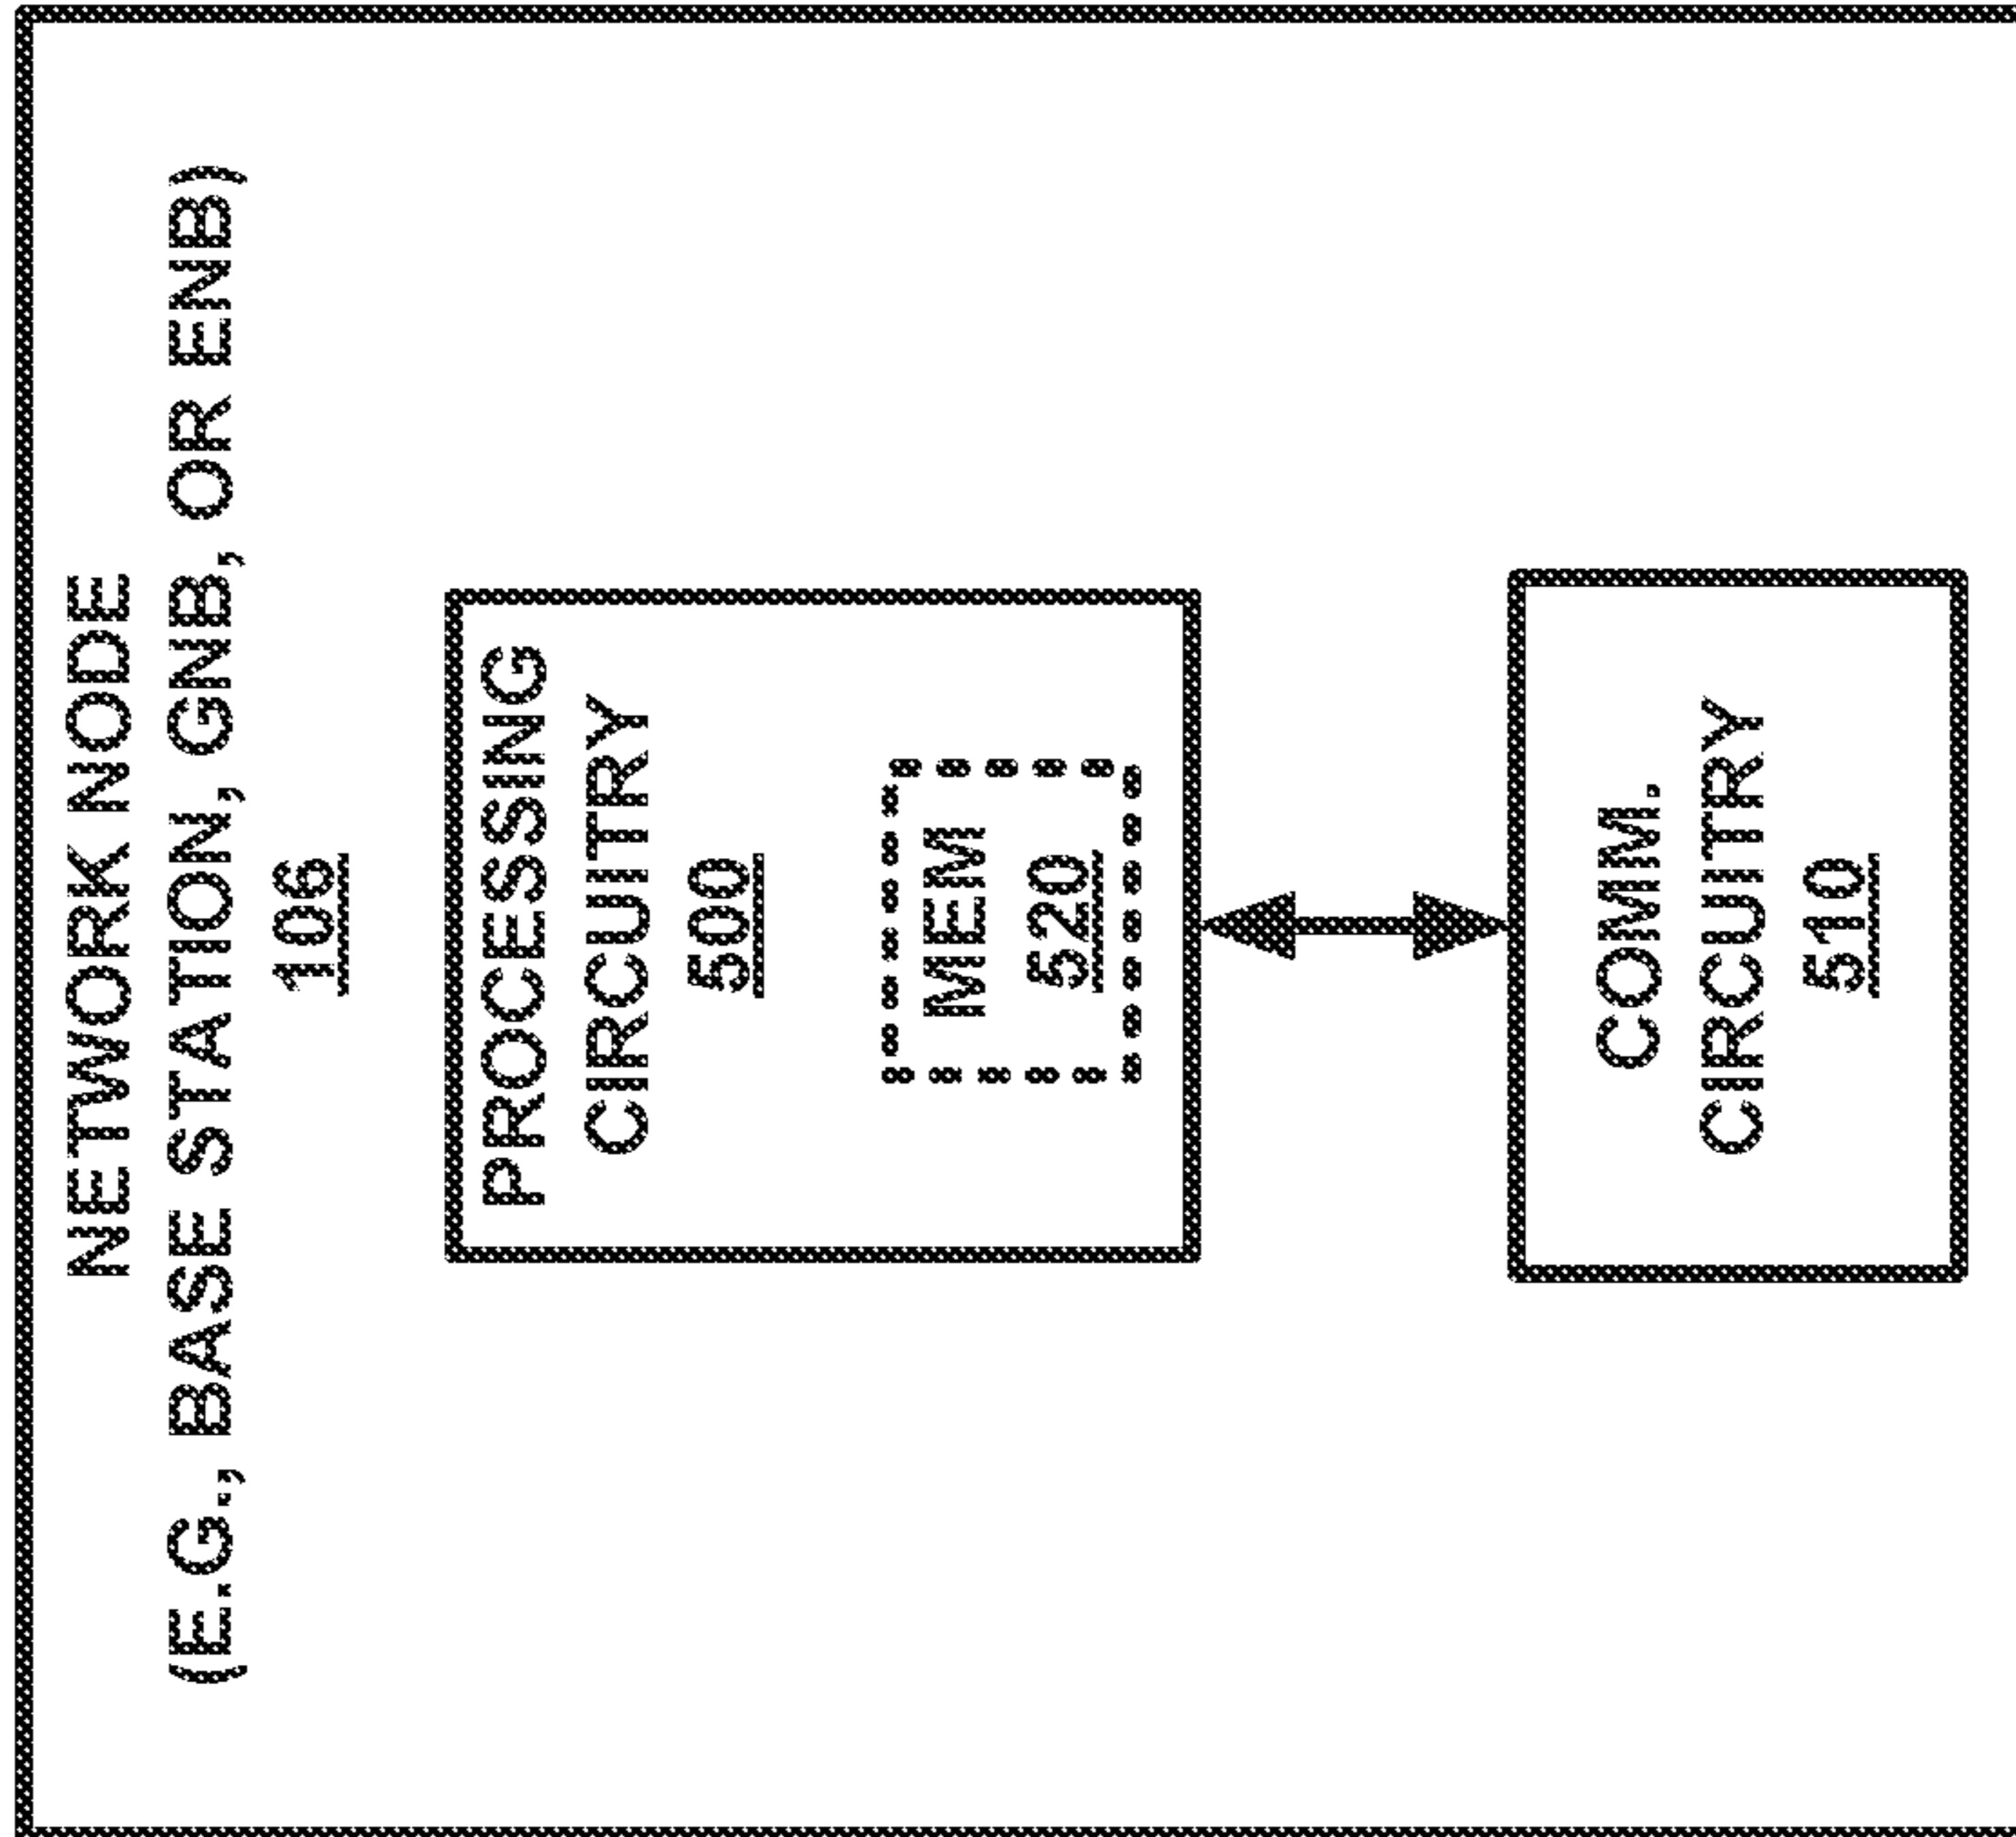 NETWORK NODE
(E.G., BASE STATION, GNB, OR ENB)
106
PROCESSING
CIRCUITRY
500
MEM
520
COMM.
CIRCUITRY
510